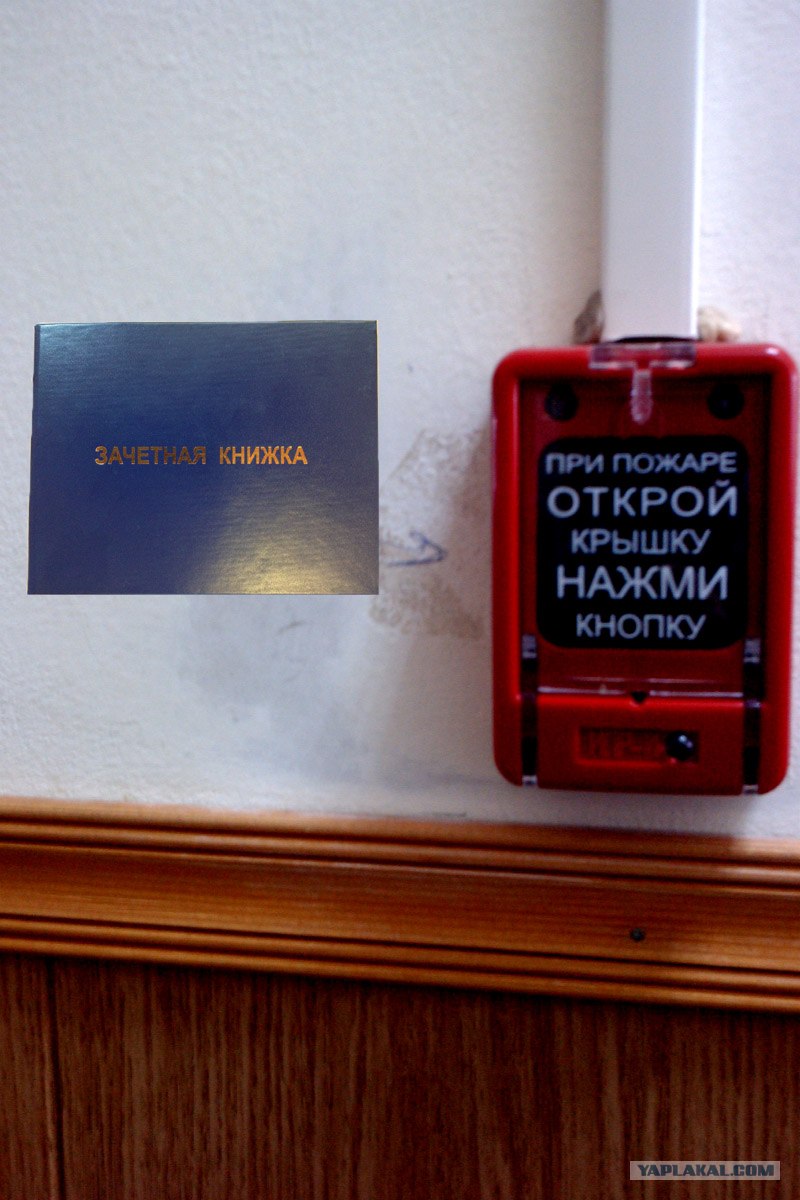 ЗАЧЕТНАЯ КНИЖКА
ПРИ ПОЖАРЕ
ОТКРОЙ
КРЫШКУ
НАЖМИ
КНОПКУ
YAPLAKAL.COM